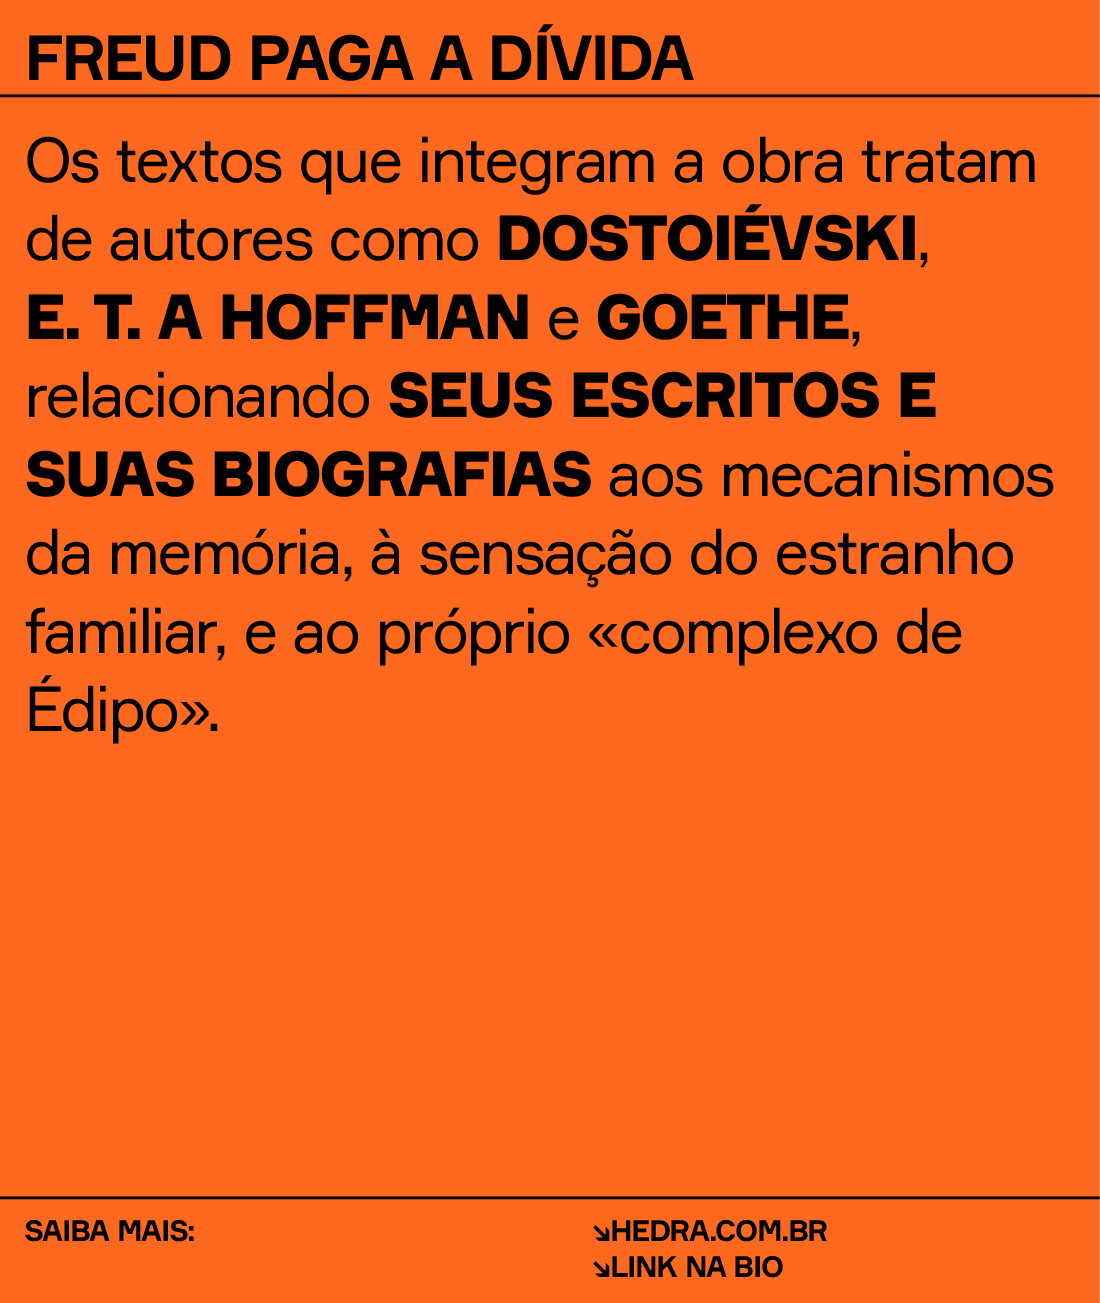 FREUD PAGA A DÍVIDA
Os textos que integram a obra tratam
de autores como DOSTOIÉVSKI,
E. T. A HOFFMAN e GOETHE,
relacionando SEUS ESCRITOS E
SUAS BIOGRAFIAS aos mecanismos
da memória, à sensação do estranho
familiar, e ao próprio «complexo de
Édipo».
SAIBA MAIS:
↘HEDRA.COM.BR
↘LINK NA BIO